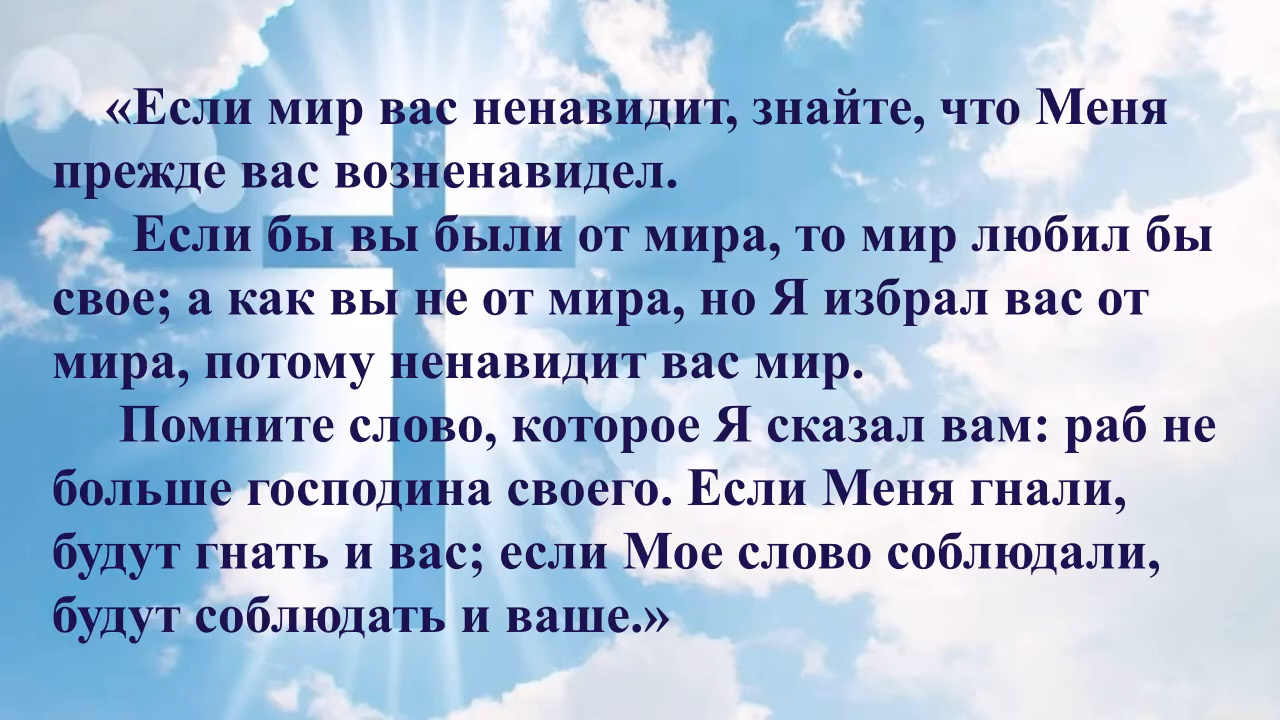 «Если мир вас ненавидит, знайте, что Меня
прежде вас возненавидел.
Если бы вы были от мира, то мир любил бы
свое; а как вы не от мира, но Я избрал вас от
мира, потому ненавидит вас мир.
Помните слово, которое Я сказал вам: раб не
больше господина своего. Если Меня гнали,
будут гнать и вас; если Мое слово соблюдали,
будут соблюдать и ваше.»